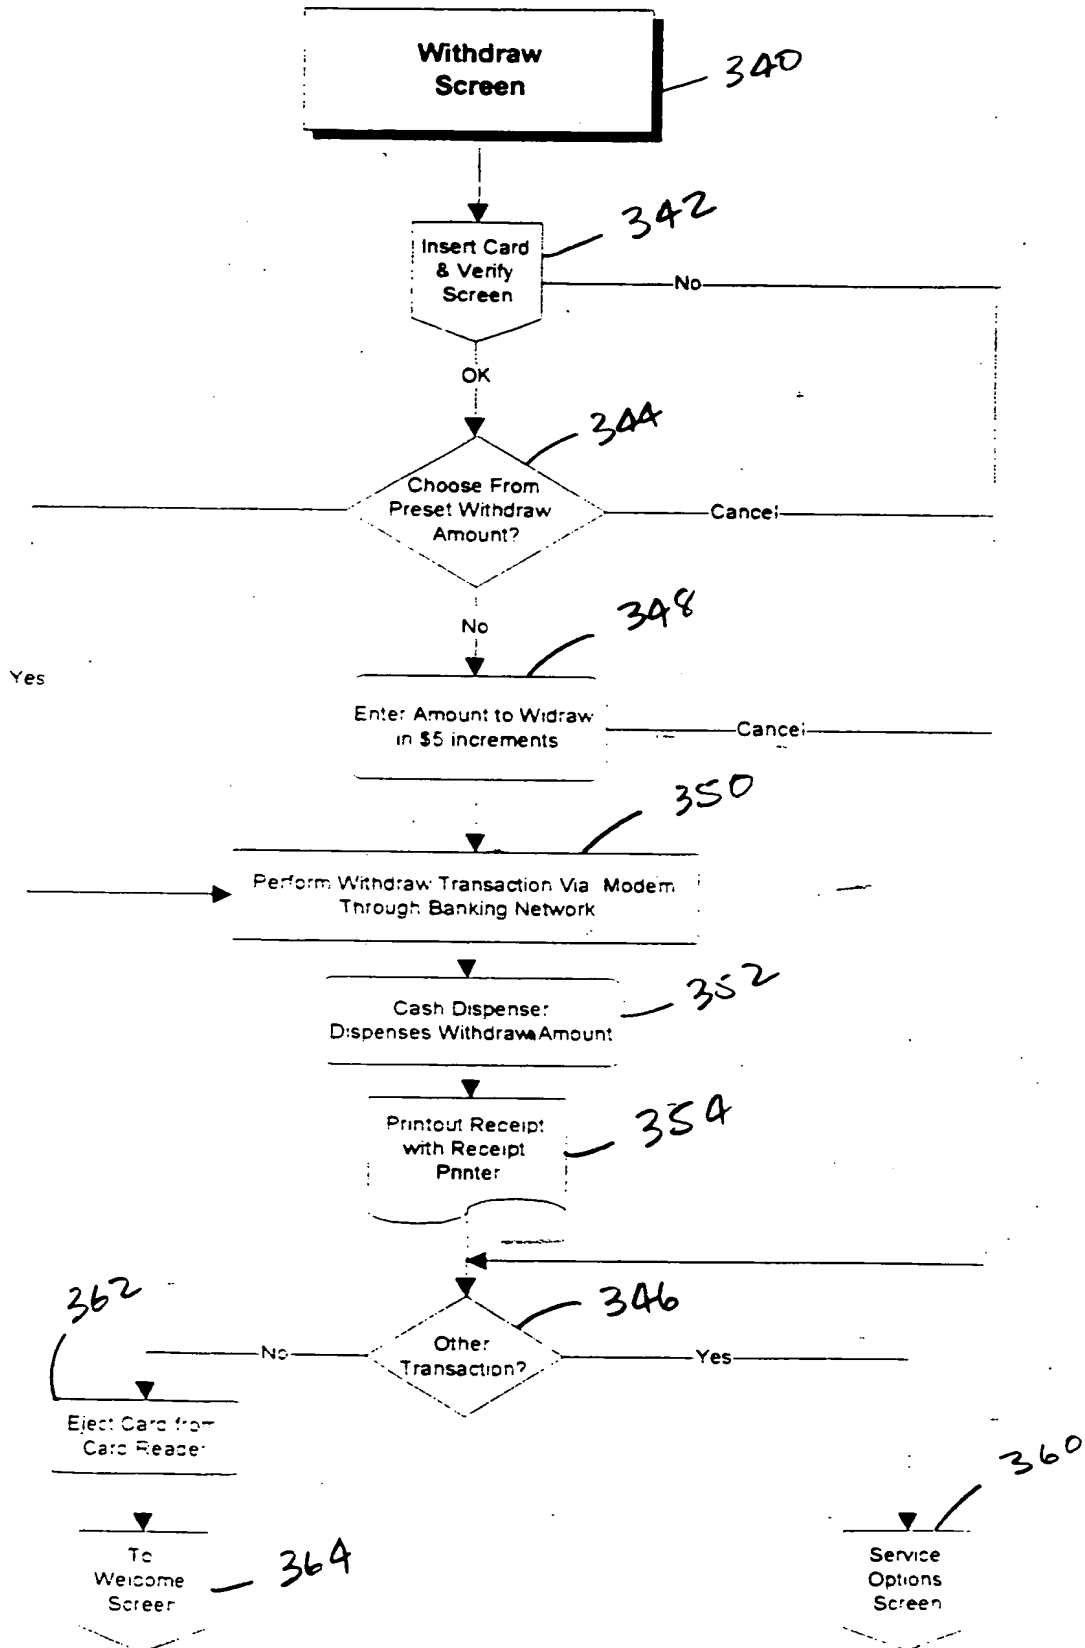 Withdraw
Screen
340
342
Insert Card
& Verify
Screen
No
OK
344
Choose From
Preset Withdraw
Amount?
Cancel
No
348
Yes
Enter Amount to Widraw
in $5 increments
Cancel
350
Perform Withdraw Transaction Via Modem
Through Banking Network
352
Cash Dispenser
Dispenses Withdraw Amount
354
Printout Receipt
with Receipt
Printer
362
346
No
Other
Transaction?
Yes
Eject Card from
Card Reader
360
To
Welcome
Screen
364
Service
Options
Screen